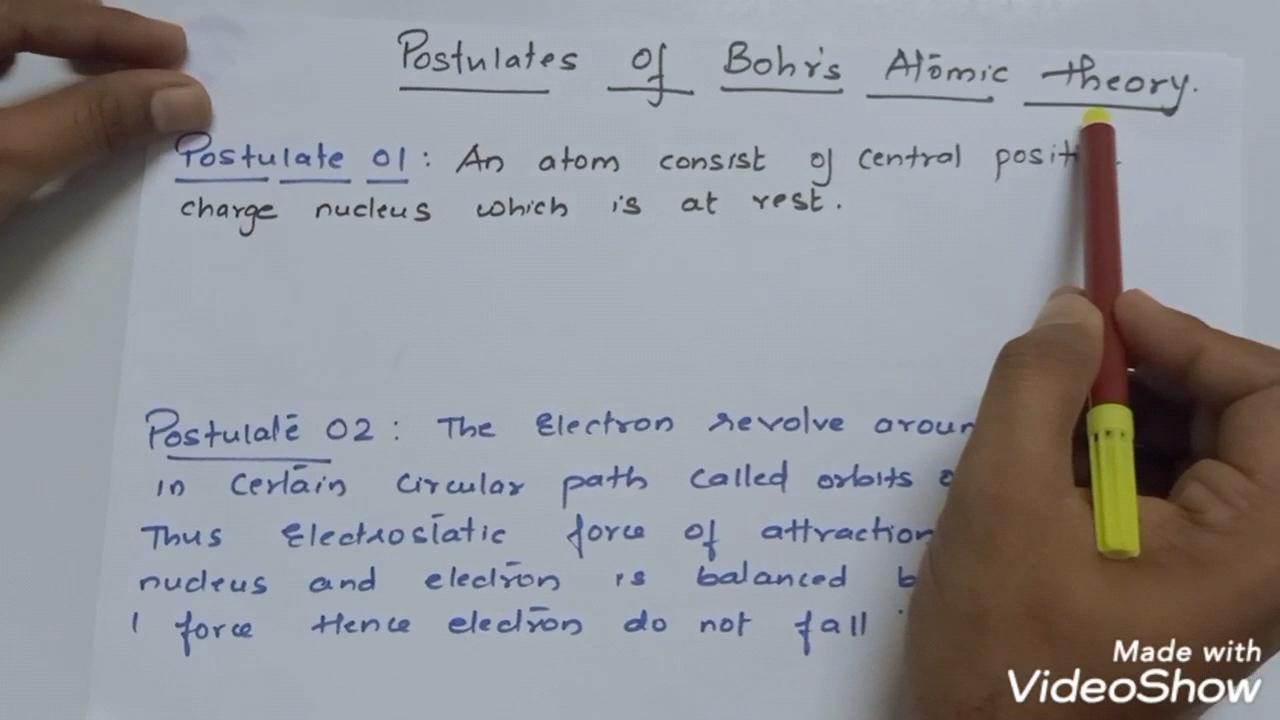 Postulates of Bohr's Atomic theory.
Postulate 01: An atom consist of central
charge nucleus which is at rest.
Postulate 02: The Electron revolve
in certain circular path called orbits
Thus Electrostatic force of attraction
nucleus and electron is balanced
force Hence electron do not fall
Made with
VideoShow